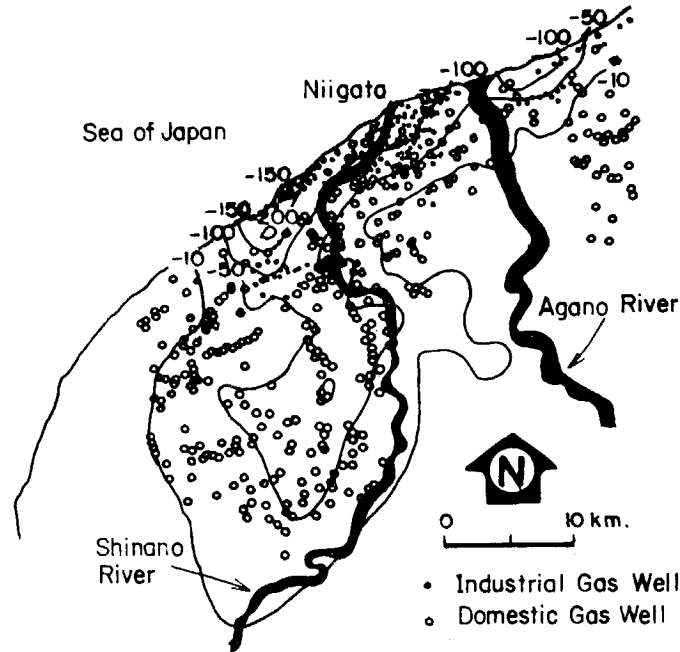 -50
-100
-100
-10
Niigata
Sea of Japan
-150
-150
-200
-100
-10
-50
Agano River
N
0 10 km.
Shinano
River
Industrial Gas Well
Domestic Gas Well